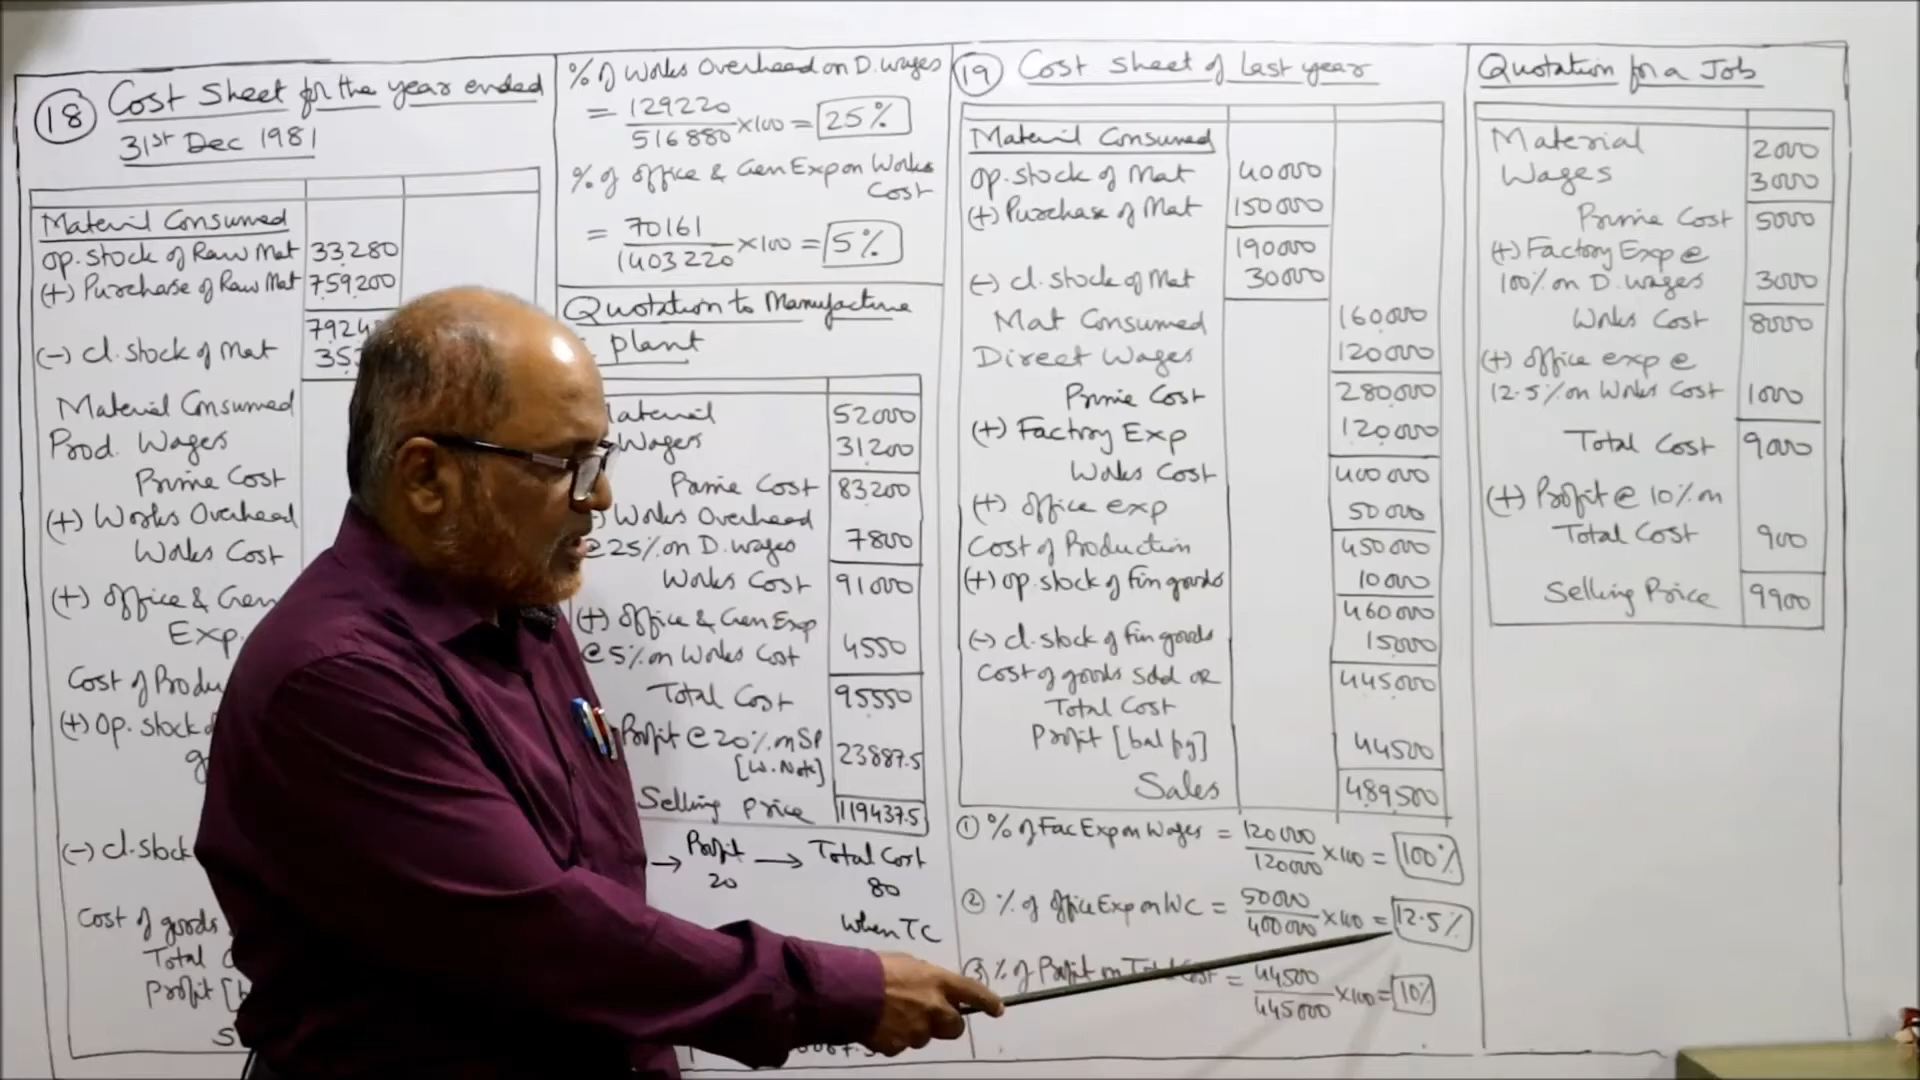 18 Cost Sheet for the year ended
31st Dec 1981
Material Consumed
op. stock of Raw Mat 33280
(+) Purchase of Raw Mat 759200
(-) cl. stock of Mat
Material Consumed
Prod. Wages
Prime Cost
(+) Works Overhead
Works Cost
(+) office & Gen
Exp.
Cost of
(+) Op. stock
(-) cl. stock
Cost of goods
Total
Profit
% of Works Overhead on D. wages
= 129220 / 516880 ×100 = 25%
% of office & Gen Exp on Works
Cost
= 70161 / 1403220 ×100 = 5%
Quotation to Manufacture
plant
Material 52000
Wages 31200
Prime Cost 83200
Works Overhead
@ 25% on D. wages 7800
Works Cost 91000
(+) office & Gen Exp
@ 5% on Works Cost 4550
Total Cost 95550
Profit @ 20% on SP
[W. Note] 23887.5
Selling price 119437.5
→ Profit → Total Cost
20 80
When TC
19 Cost Sheet of Last year
Material Consumed
op. stock of Mat 40000
(+) Purchase of Mat 150000
190000
(-) cl. stock of Mat 30000
Mat Consumed 160000
Direct Wages 120000
Prime Cost 280000
(+) Factory Exp 120000
Works Cost 400000
(+) office exp 50000
Cost of Production 450000
(+) op. stock of fin goods 10000
460000
(-) cl. stock of fin goods 15000
Cost of goods sold or 445000
Total Cost
Profit [bal fig] 44500
Sales 489500
① % of Fac Exp on Wages = 120000 / 120000 ×100 = 100%
② % of office Exp on WC = 50000 / 400000 ×100 = 12.5%
③ % of Profit on Total Cost = 44500 / 445000 ×100 = 10%
Quotation for a Job
Material 2000
Wages 3000
Prime Cost 5000
(+) Factory Exp @
100% on D. wages 3000
Works Cost 8000
(+) office exp @
12.5% on Works Cost 1000
Total Cost 9000
(+) Profit @ 10% on
Total Cost 900
Selling Price 9900